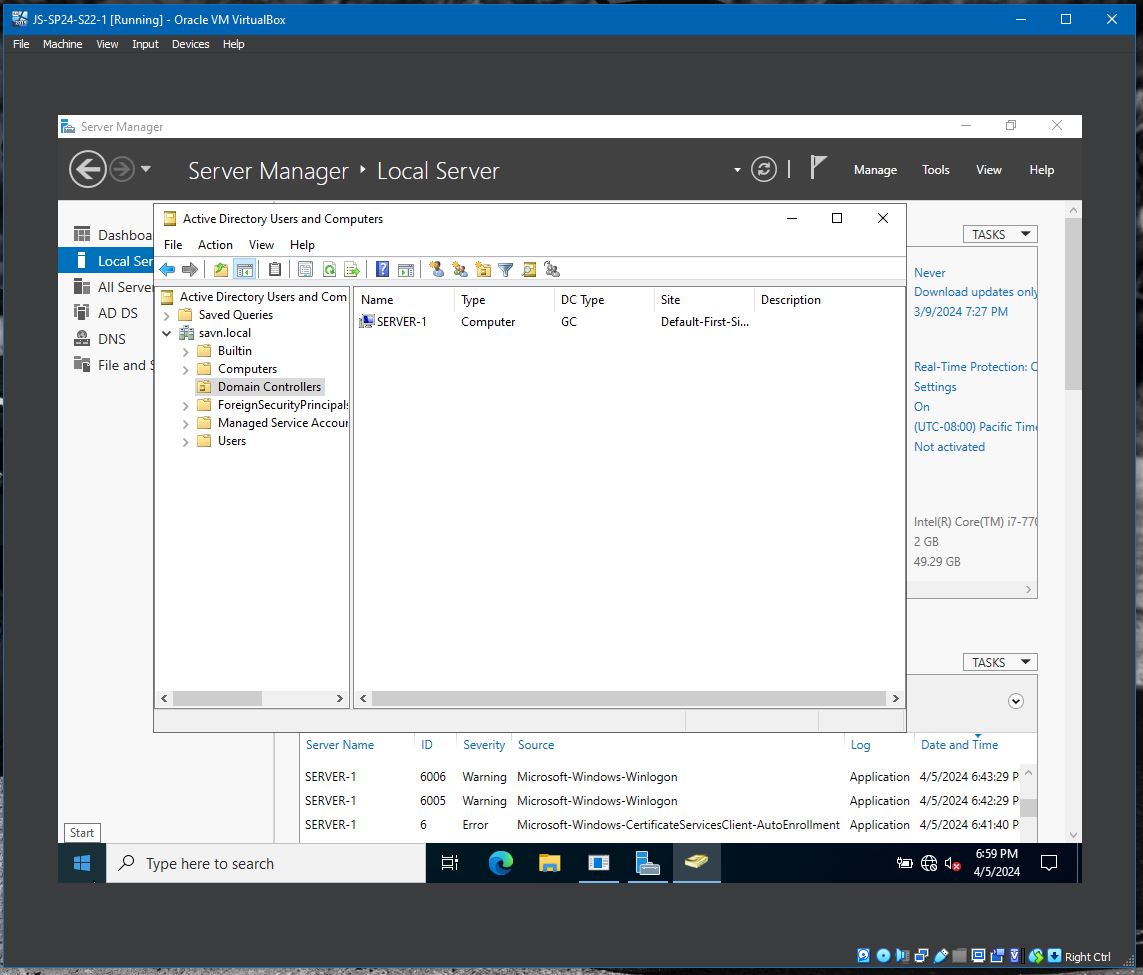 JS-SP24-S22-1 [Running] - Oracle VM VirtualBox
File Machine View Input Devices Help
Server Manager
Server Manager ‣ Local Server
Manage Tools View Help
Dashboa
Local Ser
All Server
AD DS
DNS
File and S
Active Directory Users and Computers
File Action View Help
Active Directory Users and Com
Saved Queries
savn.local
Builtin
Computers
Domain Controllers
ForeignSecurityPrincipals
Managed Service Accoun
Users
Name Type DC Type Site Description
SERVER-1 Computer GC Default-First-Si...
TASKS
Never
Download updates only
3/9/2024 7:27 PM
Real-Time Protection: O
Settings
On
(UTC-08:00) Pacific Time
Not activated
Intel(R) Core(TM) i7-770
2 GB
49.29 GB
TASKS
Server Name ID Severity Source Log Date and Time
SERVER-1 6006 Warning Microsoft-Windows-Winlogon Application 4/5/2024 6:43:29 P
SERVER-1 6005 Warning Microsoft-Windows-Winlogon Application 4/5/2024 6:42:29 P
SERVER-1 6 Error Microsoft-Windows-CertificateServicesClient-AutoEnrollment Application 4/5/2024 6:41:40 P
Start
Type here to search
6:59 PM
4/5/2024
Right Ctrl